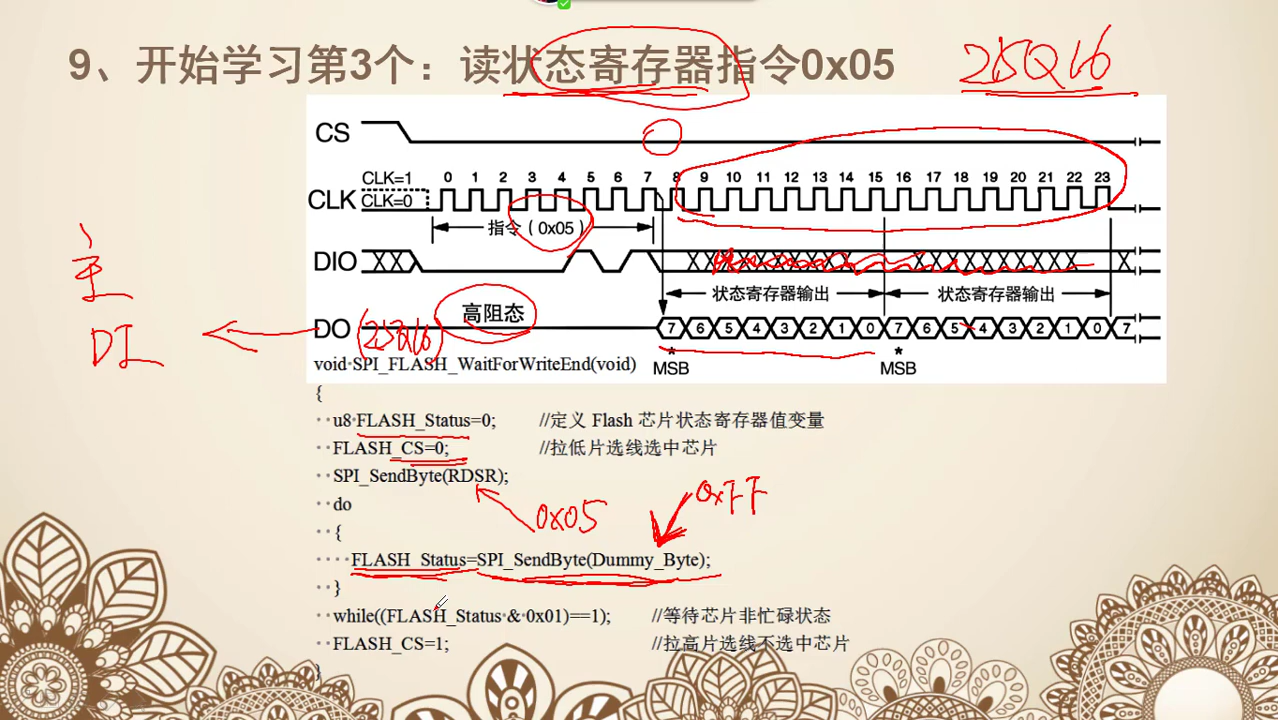 9、开始学习第3个：读状态寄存器指令0x05
25Q16
CS
CLK=1
CLK=0
CLK
0 1 2 3 4 5 6 7 8 9 10 11 12 13 14 15 16 17 18 19 20 21 22 23
指令（0x05）
DIO
状态寄存器输出 状态寄存器输出
高阻态
DO
7 6 5 4 3 2 1 0 7 6 5 4 3 2 1 0 7
(25Q16)
* *
MSB MSB
主
DI
void SPI_FLASH_WaitForWriteEnd(void)
{
u8 FLASH_Status=0; //定义 Flash 芯片状态寄存器值变量
FLASH_CS=0; //拉低片选线选中芯片
SPI_SendByte(RDSR);
0x05
0xFF
do
{
FLASH_Status=SPI_SendByte(Dummy_Byte);
}
while((FLASH_Status & 0x01)==1); //等待芯片非忙碌状态
FLASH_CS=1; //拉高片选线不选中芯片
}